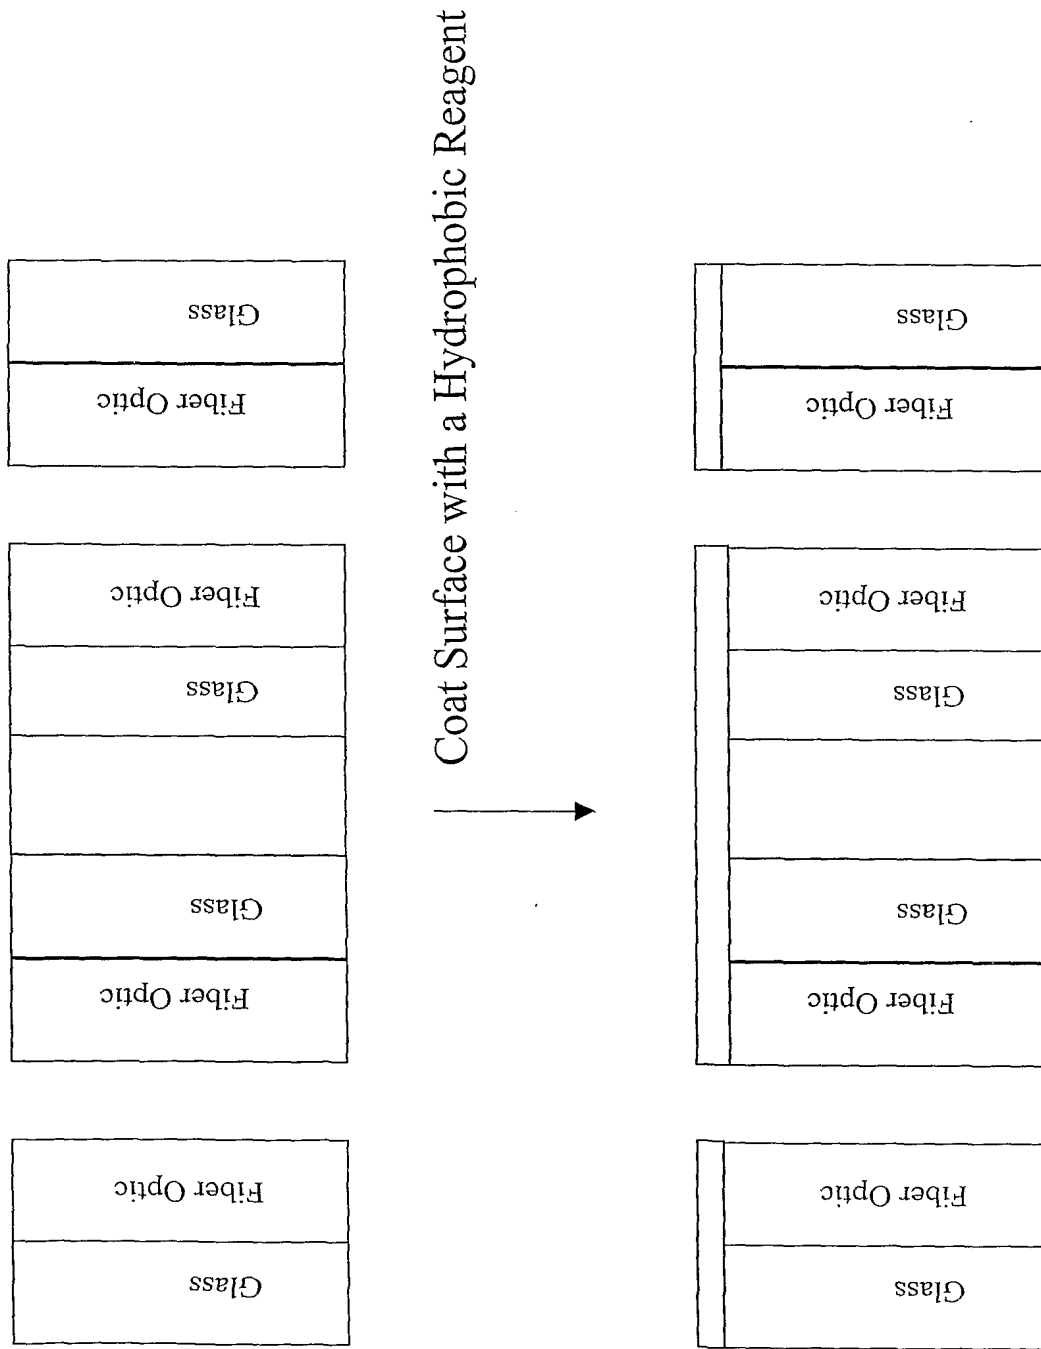 Glass
Fiber Optic
Fiber Optic
Glass
Glass
Fiber Optic
Fiber Optic
Glass
Coat Surface with a Hydrophobic Reagent
Glass
Fiber Optic
Fiber Optic
Glass
Glass
Fiber Optic
Fiber Optic
Glass